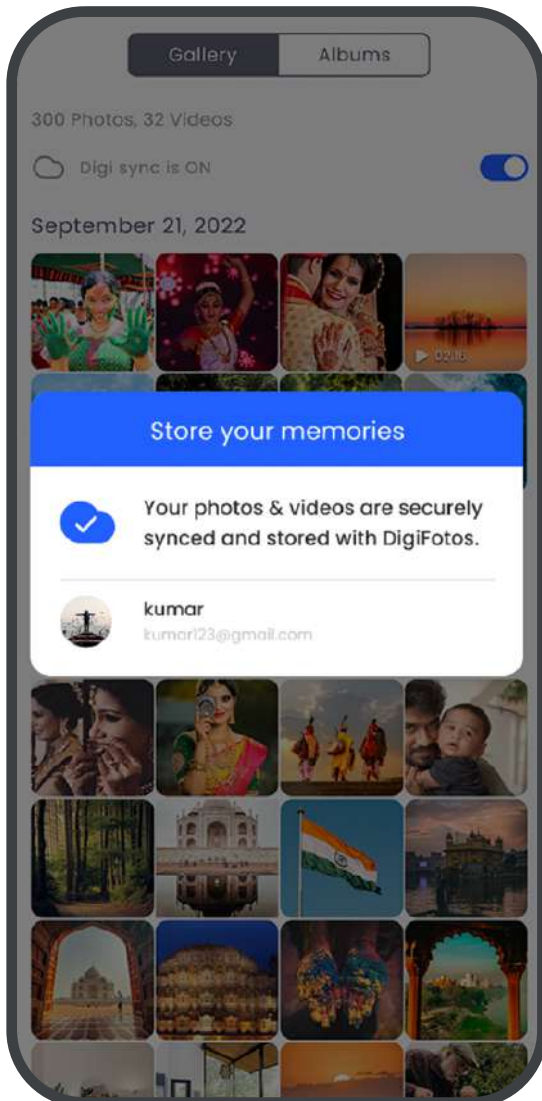 Gallery
Albums
300 Photos, 32 Videos
Digi sync is ON
September 21, 2022
02:16
Store your memories
Your photos & videos are securely
synced and stored with DigiFotos.
kumar
kumar123@gmail.com